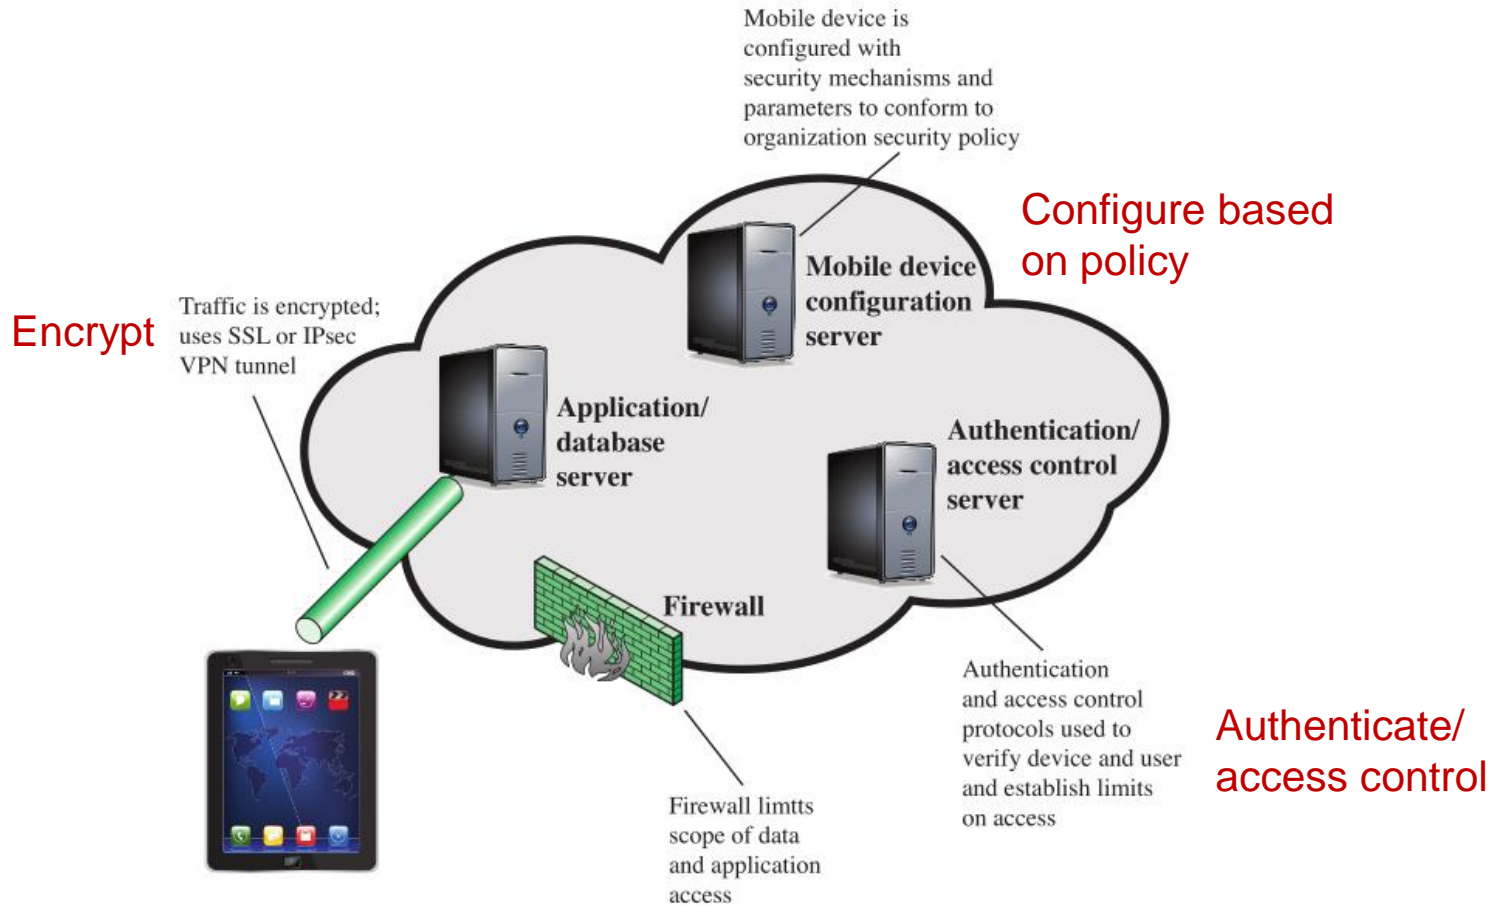 Mobile device is
configured with
security mechanisms and
parameters to conform to
organization security policy
Configure based
on policy
Mobile device
configuration
server
Encrypt
Traffic is encrypted;
uses SSL or IPsec
VPN tunnel
Application/
database
server
Authentication/
access control
server
Firewall
Authentication
and access control
protocols used to
verify device and user
and establish limits
on access
Authenticate/
access control
Firewall limtts
scope of data
and application
access